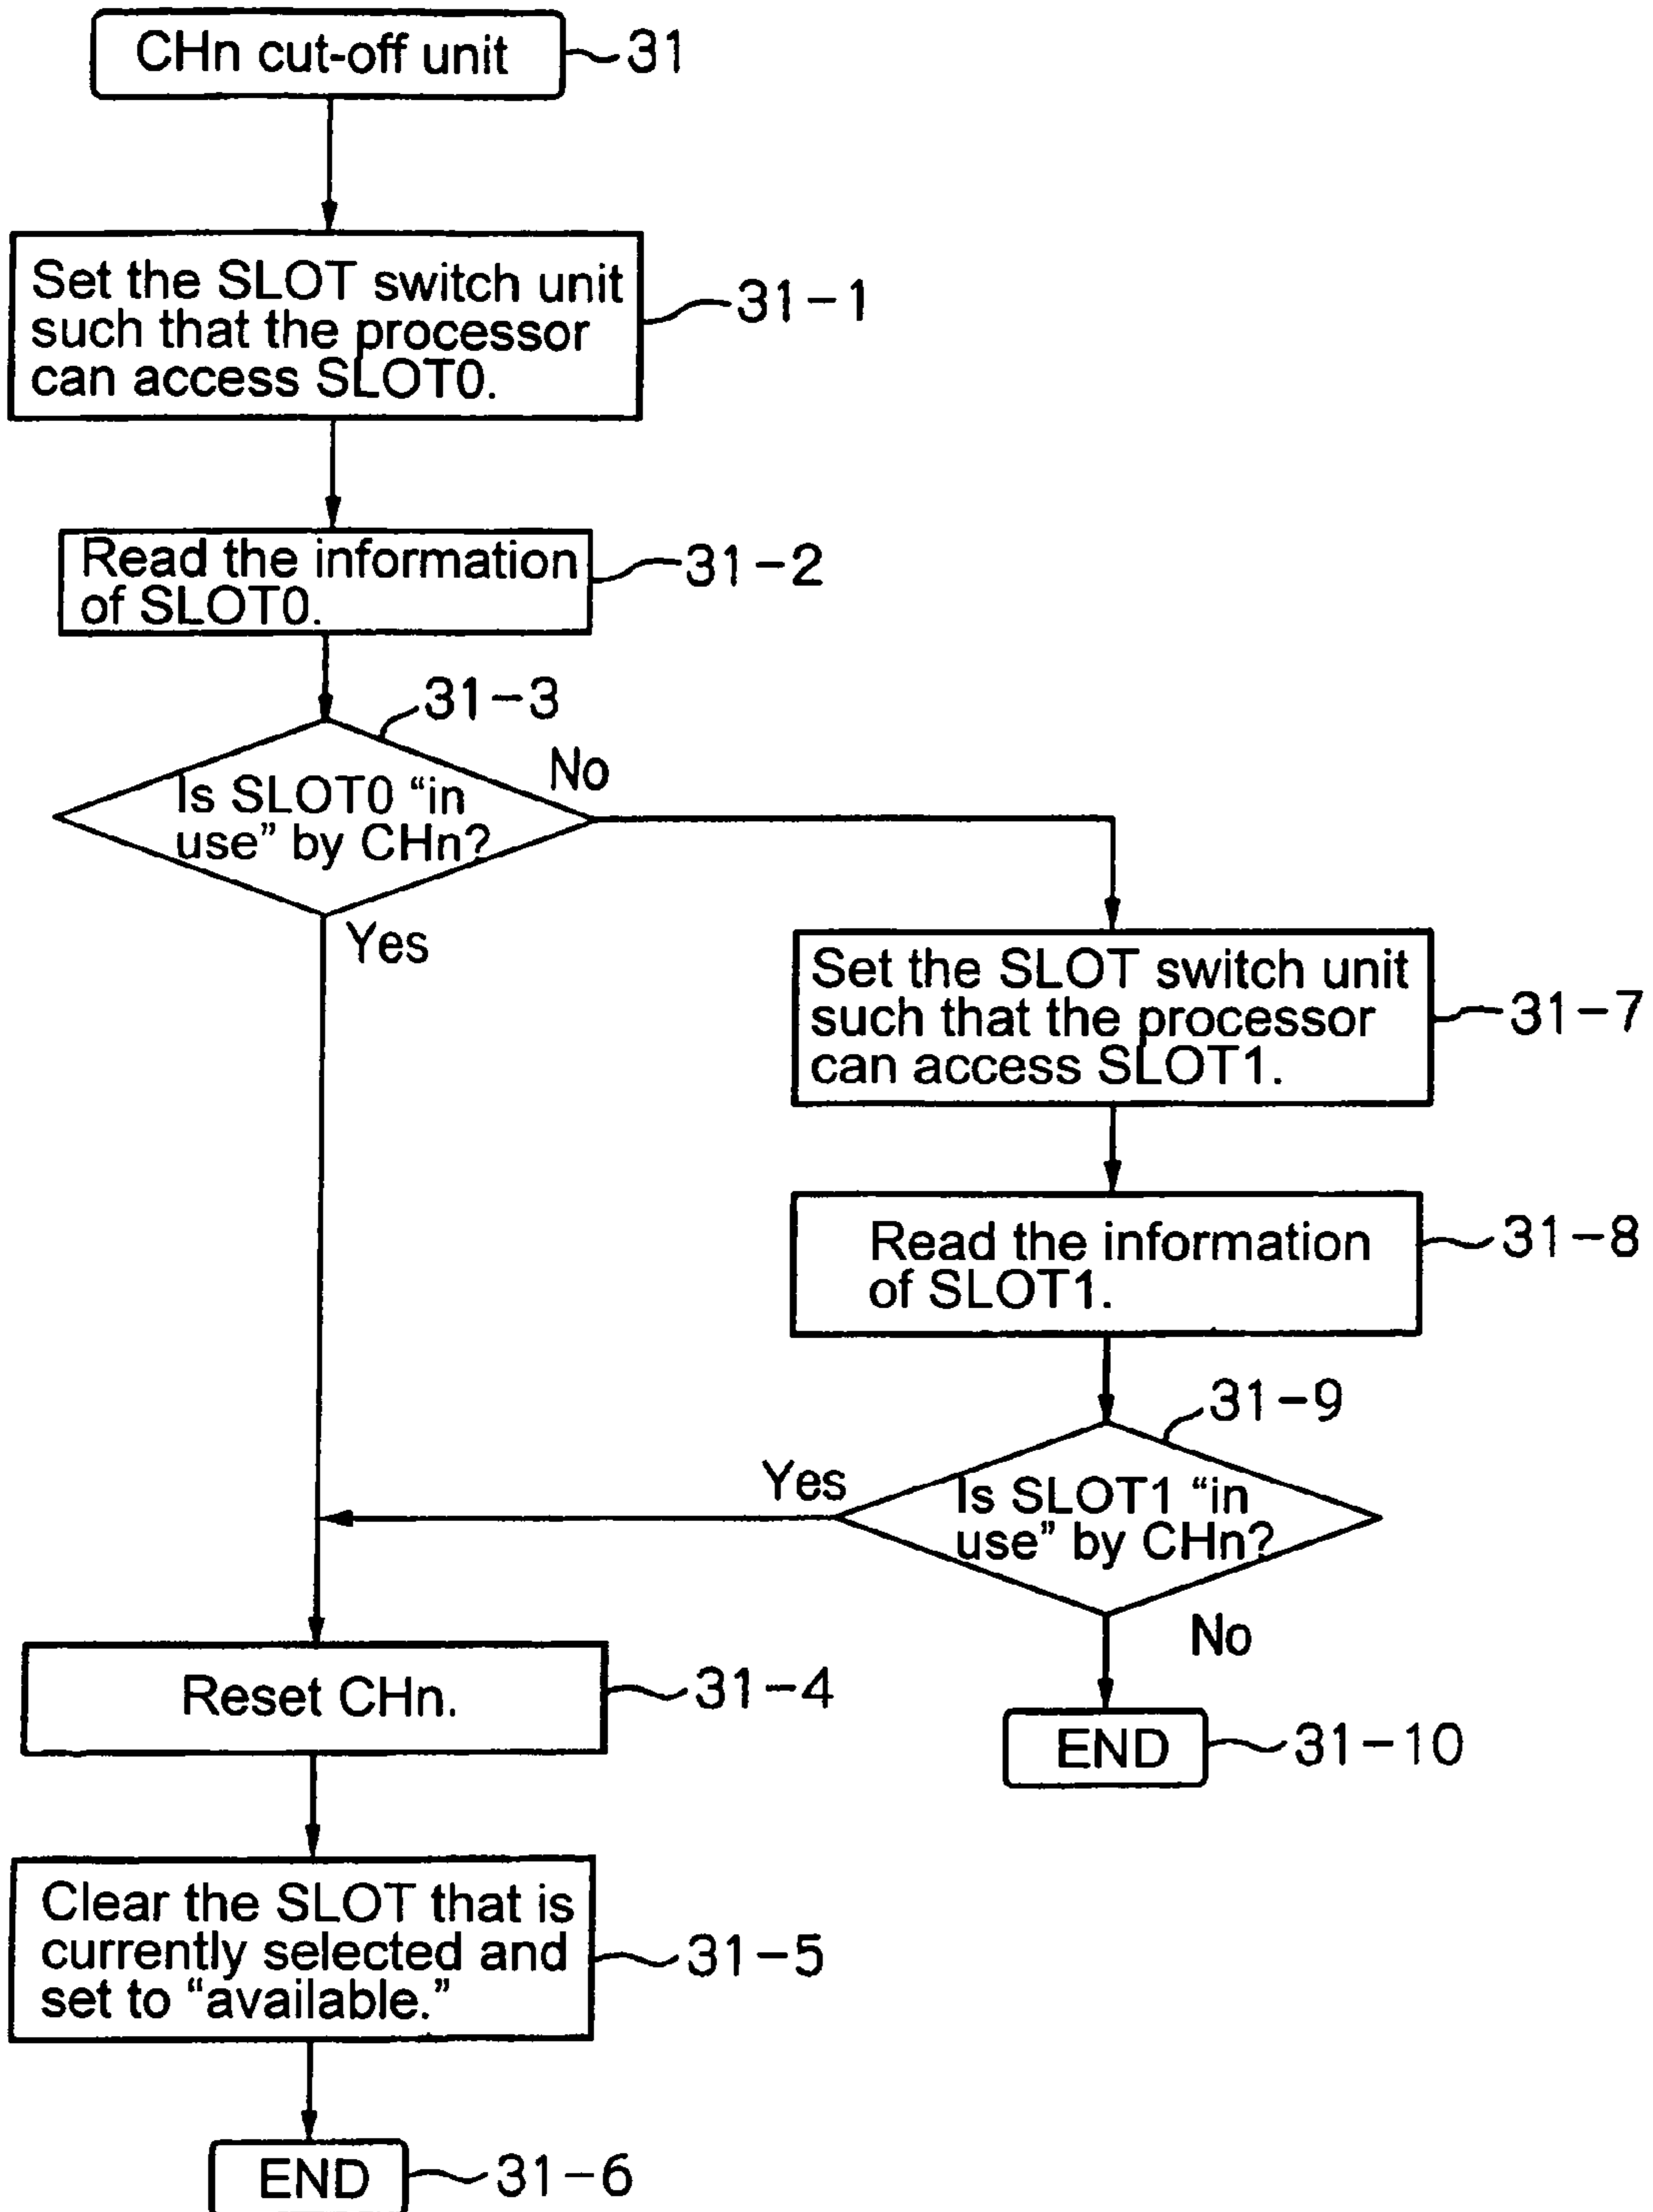 CHn cut-off unit
31
Set the SLOT switch unit
such that the processor
can access SLOT0.
31-1
Read the information
of SLOT0.
31-2
31-3
Is SLOT0 “in
use” by CHn?
No
Yes
Set the SLOT switch unit
such that the processor
can access SLOT1.
31-7
Read the information
of SLOT1.
31-8
31-9
Is SLOT1 “in
use” by CHn?
Yes
No
Reset CHn.
31-4
END
31-10
Clear the SLOT that is
currently selected and
set to “available.”
31-5
END
31-6